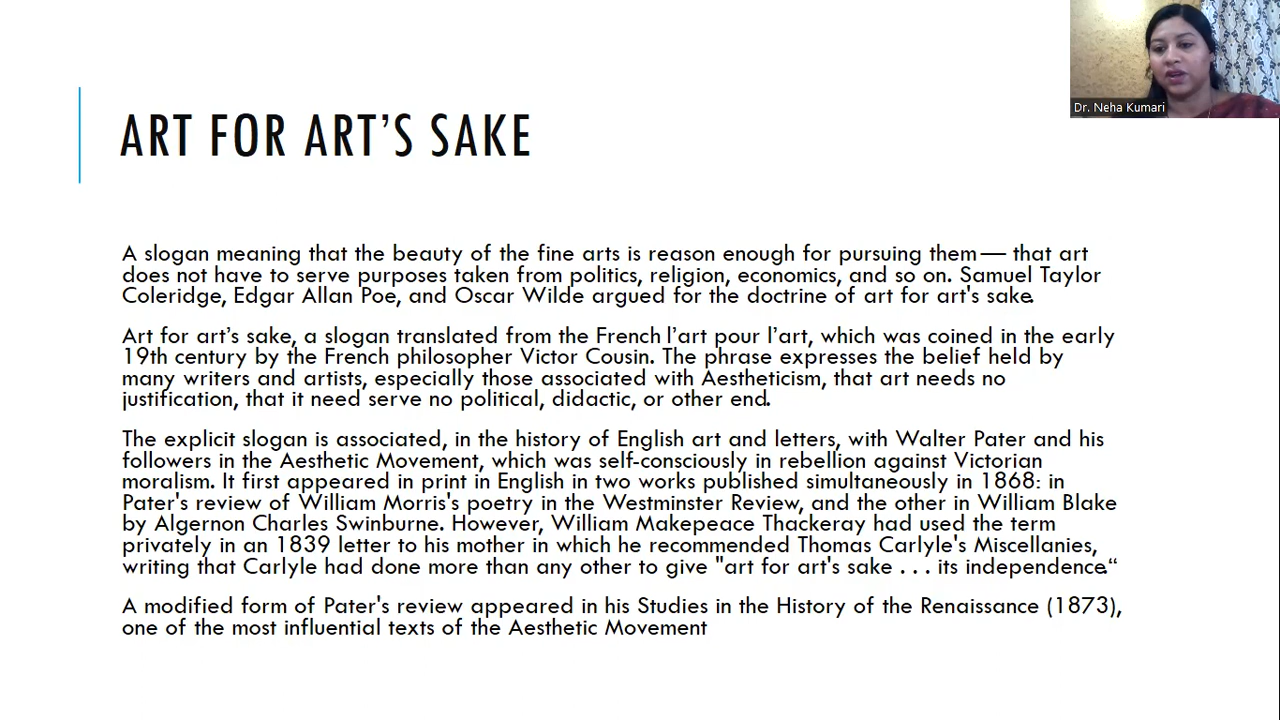 Dr. Neha Kumari
ART FOR ART'S SAKE
A slogan meaning that the beauty of the fine arts is reason enough for pursuing them — that art
does not have to serve purposes taken from politics, religion, economics, and so on. Samuel Taylor
Coleridge, Edgar Allan Poe, and Oscar Wilde argued for the doctrine of art for art's sake.
Art for art’s sake, a slogan translated from the French l’art pour l’art, which was coined in the early
19th century by the French philosopher Victor Cousin. The phrase expresses the belief held by
many writers and artists, especially those associated with Aestheticism, that art needs no
justification, that it need serve no political, didactic, or other end.
The explicit slogan is associated, in the history of English art and letters, with Walter Pater and his
followers in the Aesthetic Movement, which was self-consciously in rebellion against Victorian
moralism. It first appeared in print in English in two works published simultaneously in 1868: in
Pater's review of William Morris's poetry in the Westminster Review, and the other in William Blake
by Algernon Charles Swinburne. However, William Makepeace Thackeray had used the term
privately in an 1839 letter to his mother in which he recommended Thomas Carlyle's Miscellanies,
writing that Carlyle had done more than any other to give "art for art's sake . . . its independence.“
A modified form of Pater's review appeared in his Studies in the History of the Renaissance (1873),
one of the most influential texts of the Aesthetic Movement